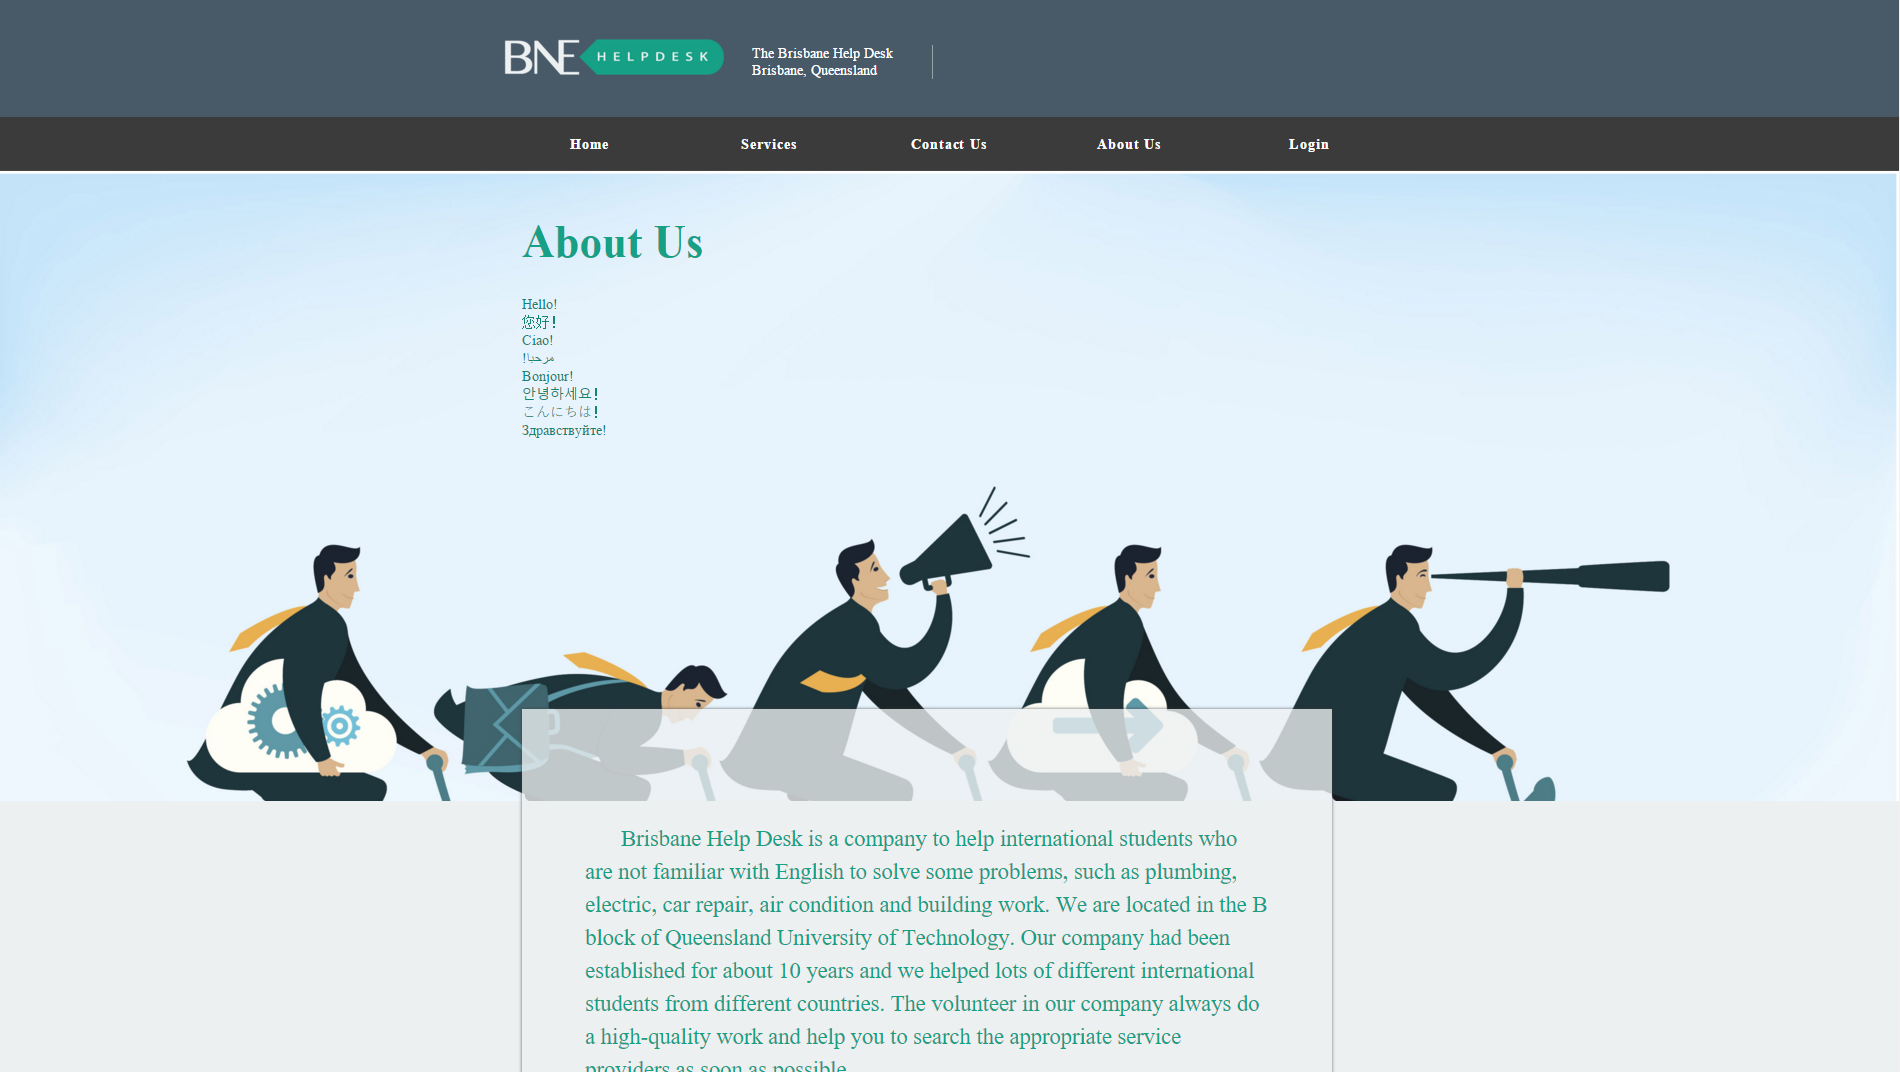 BNE HELPDESK
The Brisbane Help Desk
Brisbane, Queensland
Home Services Contact Us About Us Login
About Us
Hello!
您好!
Ciao!
مرحبا!
Bonjour!
안녕하세요!
こんにちは!
Здравствуйте!
Brisbane Help Desk is a company to help international students who
are not familiar with English to solve some problems, such as plumbing,
electric, car repair, air condition and building work. We are located in the B
block of Queensland University of Technology. Our company had been
established for about 10 years and we helped lots of different international
students from different countries. The volunteer in our company always do
a high-quality work and help you to search the appropriate service
providers as soon as possible.